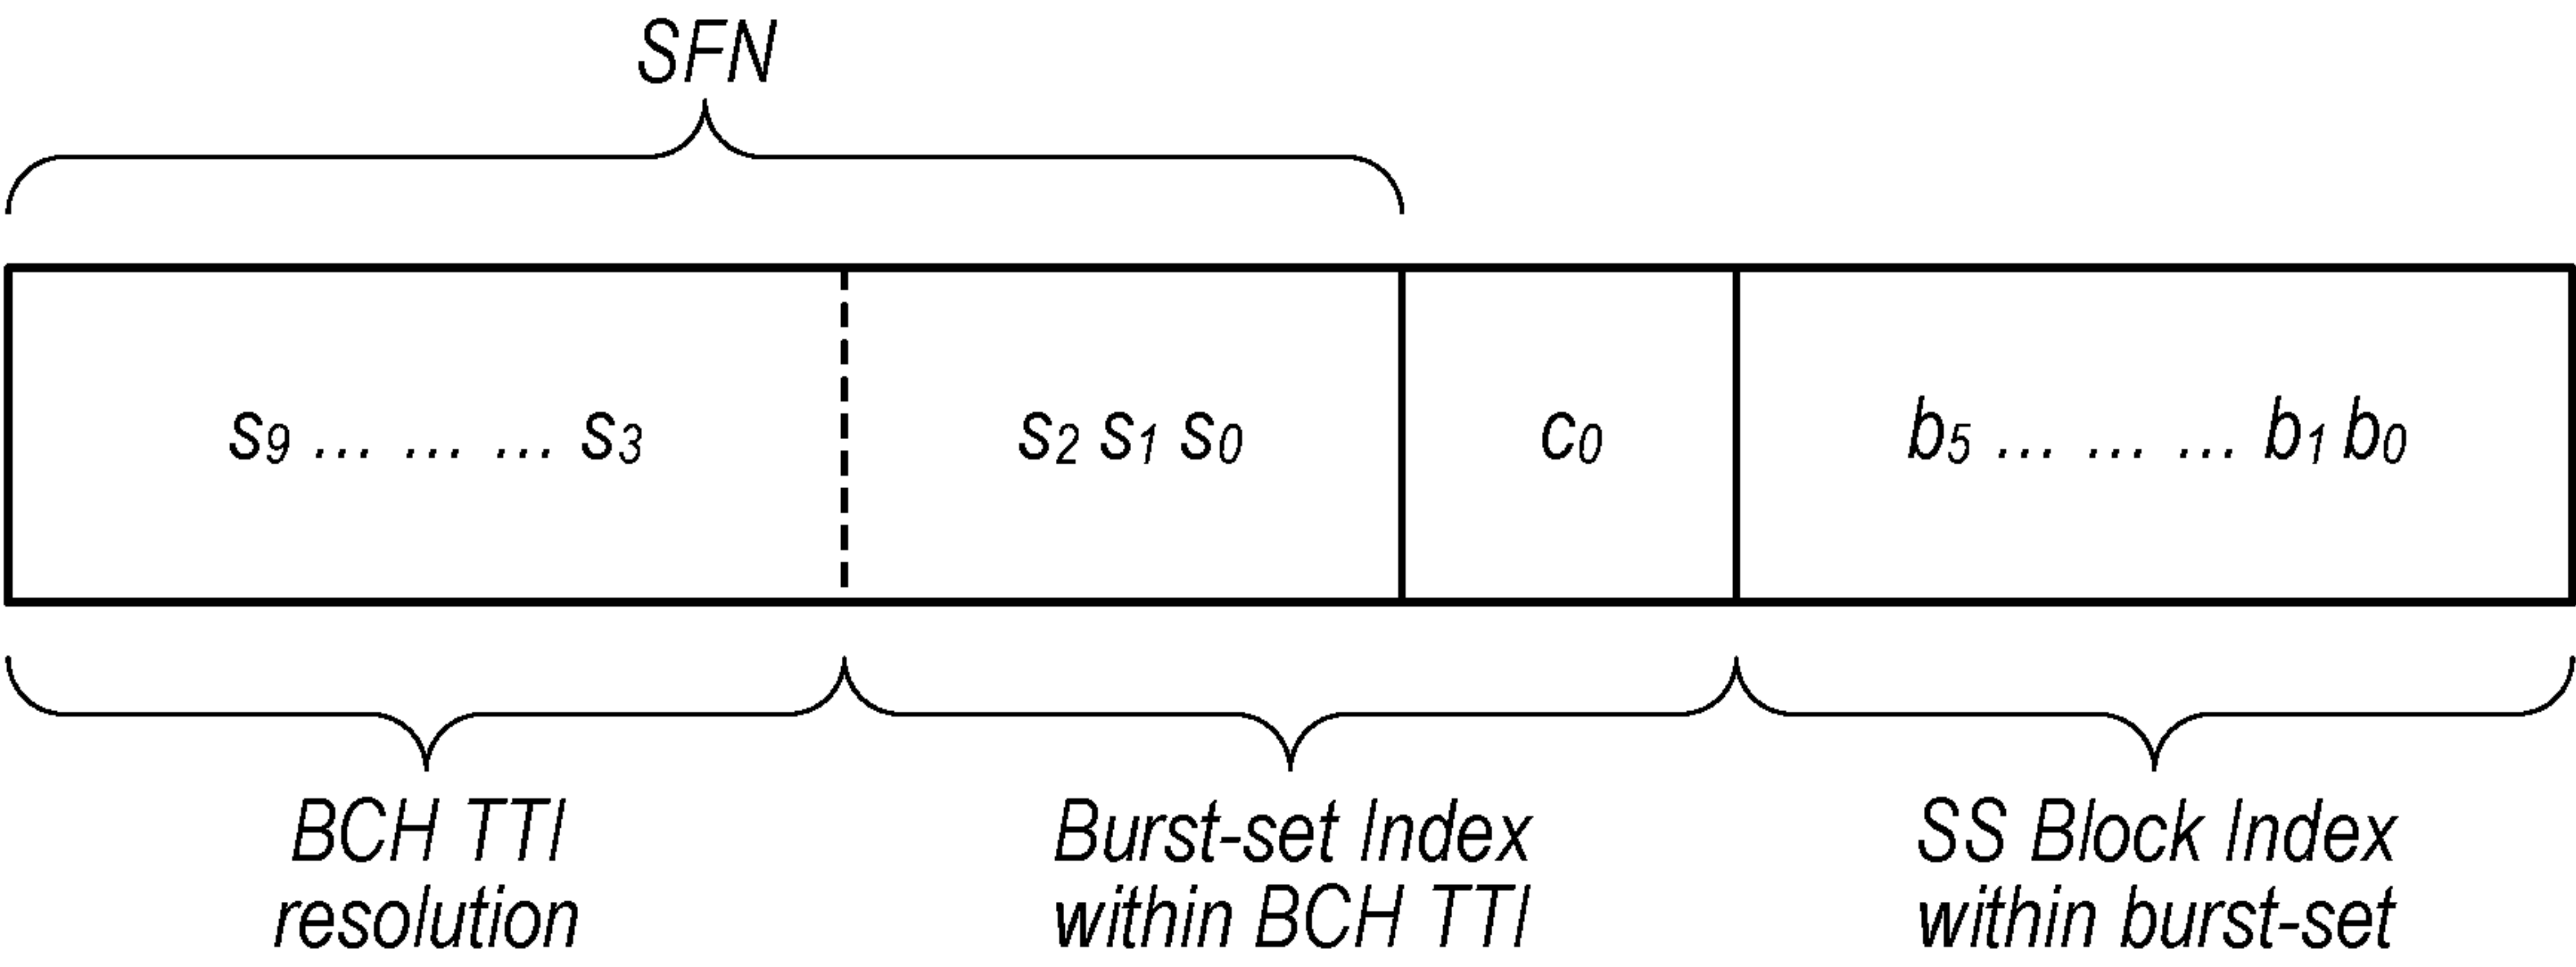 SFN
s₉ ... ... ... s₃ s₂ s₁ s₀ c₀ b₅ ... ... ... b₁ b₀
BCH TTI
resolution
Burst-set Index
within BCH TTI
SS Block Index
within burst-set